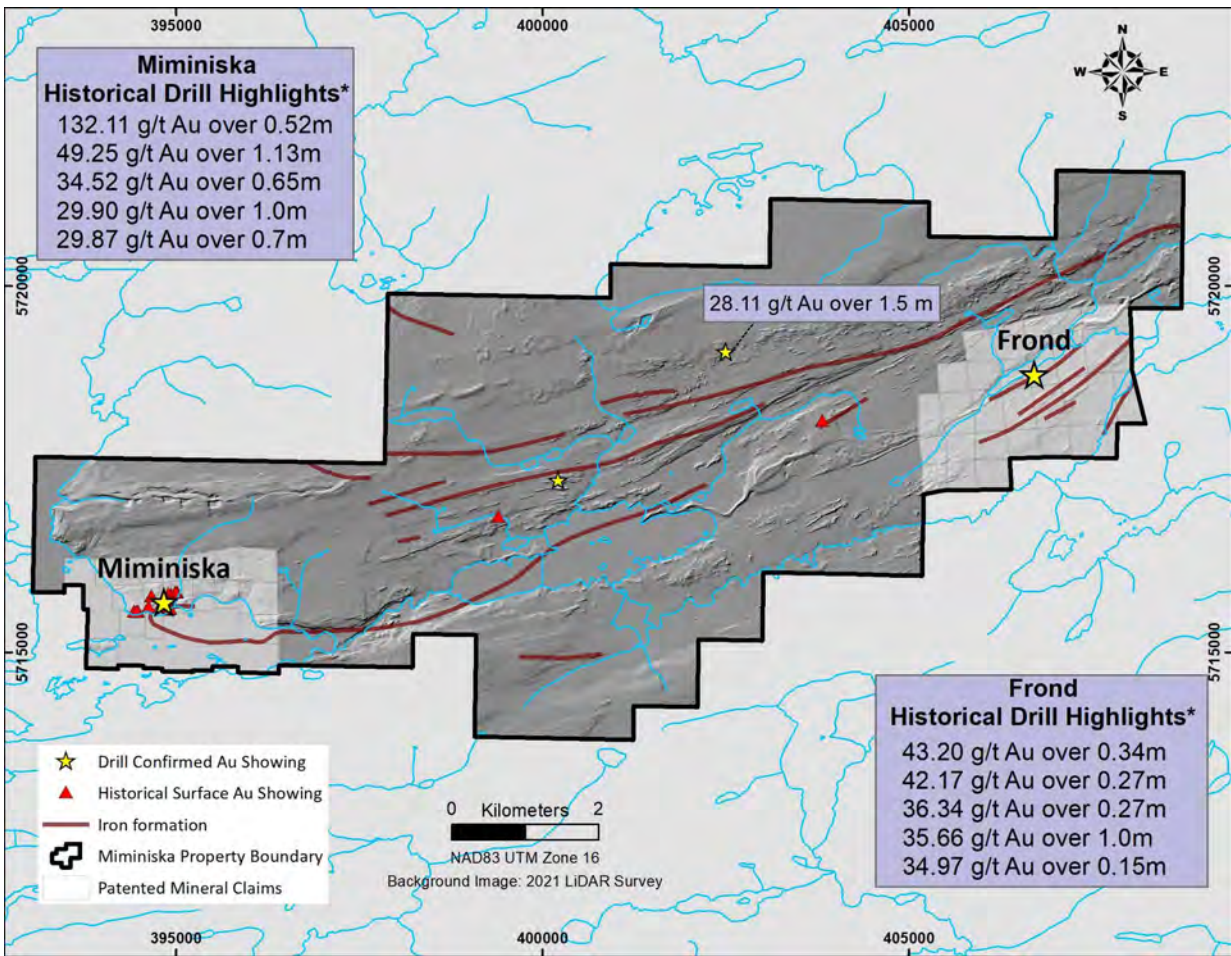 395000
400000
405000
Miminiska
Historical Drill Highlights*
132.11 g/t Au over 0.52m
49.25 g/t Au over 1.13m
34.52 g/t Au over 0.65m
29.90 g/t Au over 1.0m
29.87 g/t Au over 0.7m
N
W
E
S
5720000
5720000
28.11 g/t Au over 1.5 m
Frond
Miminiska
5715000
5715000
Frond
Historical Drill Highlights*
43.20 g/t Au over 0.34m
42.17 g/t Au over 0.27m
36.34 g/t Au over 0.27m
35.66 g/t Au over 1.0m
34.97 g/t Au over 0.15m
Drill Confirmed Au Showing
Historical Surface Au Showing
Iron formation
Miminiska Property Boundary
Patented Mineral Claims
0 Kilometers 2
NAD83 UTM Zone 16
Background Image: 2021 LiDAR Survey
395000
400000
405000